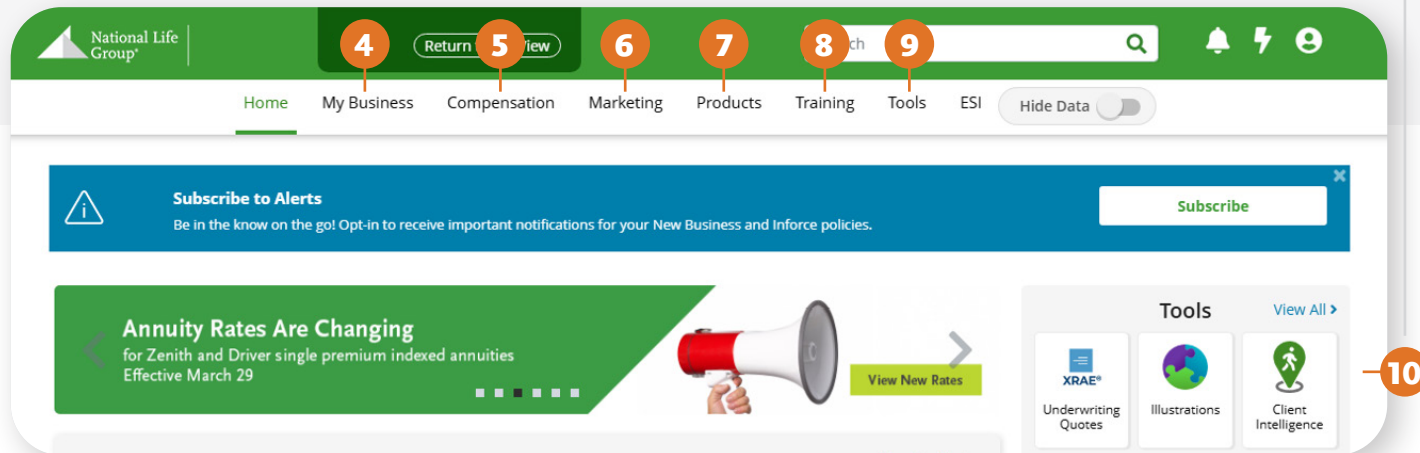 National Life
Group®
4
5
6
7
8
9
Return
iew
ch
Home
My Business
Compensation
Marketing
Products
Training
Tools
ESI
Hide Data
Subscribe to Alerts
Be in the know on the go! Opt-in to receive important notifications for your New Business and Inforce policies.
Subscribe
Annuity Rates Are Changing
for Zenith and Driver single premium indexed annuities
Effective March 29
View New Rates
Tools
View All >
XRAE®
Underwriting
Quotes
Illustrations
Client
Intelligence
10